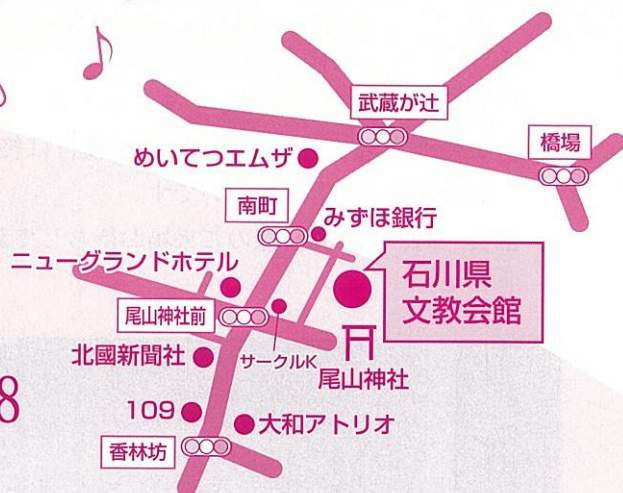 武蔵が辻
橋場
めいてつエムザ
南町
みずほ銀行
ニューグランドホテル
石川県
文教会館
尾山神社前
サークルK
尾山神社
北國新聞社
8
109
大和アトリオ
香林坊